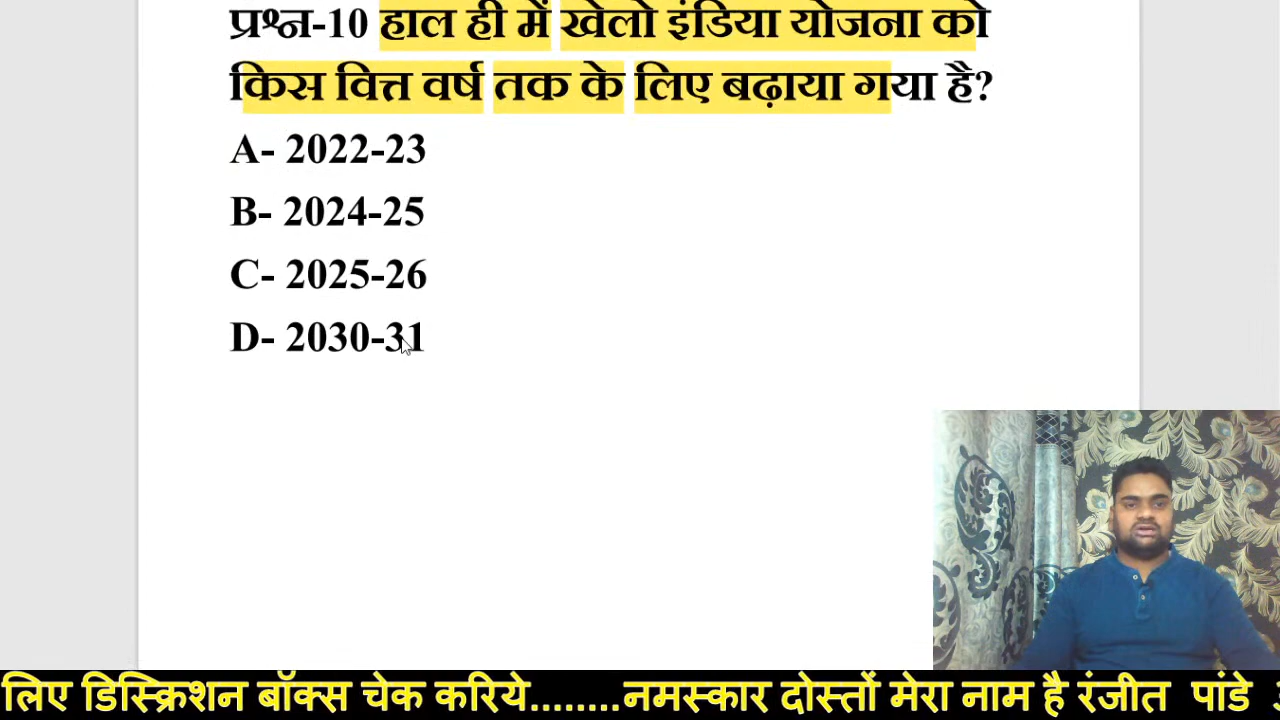 प्रश्न-10 हाल ही में खेलो इंडिया योजना को
किस वित्त वर्ष तक के लिए बढ़ाया गया है?
A- 2022-23
B- 2024-25
C- 2025-26
D- 2030-31
लिए डिस्क्रिशन बॉक्स चेक करिये........नमस्कार दोस्तों मेरा नाम है रंजीत पांडे